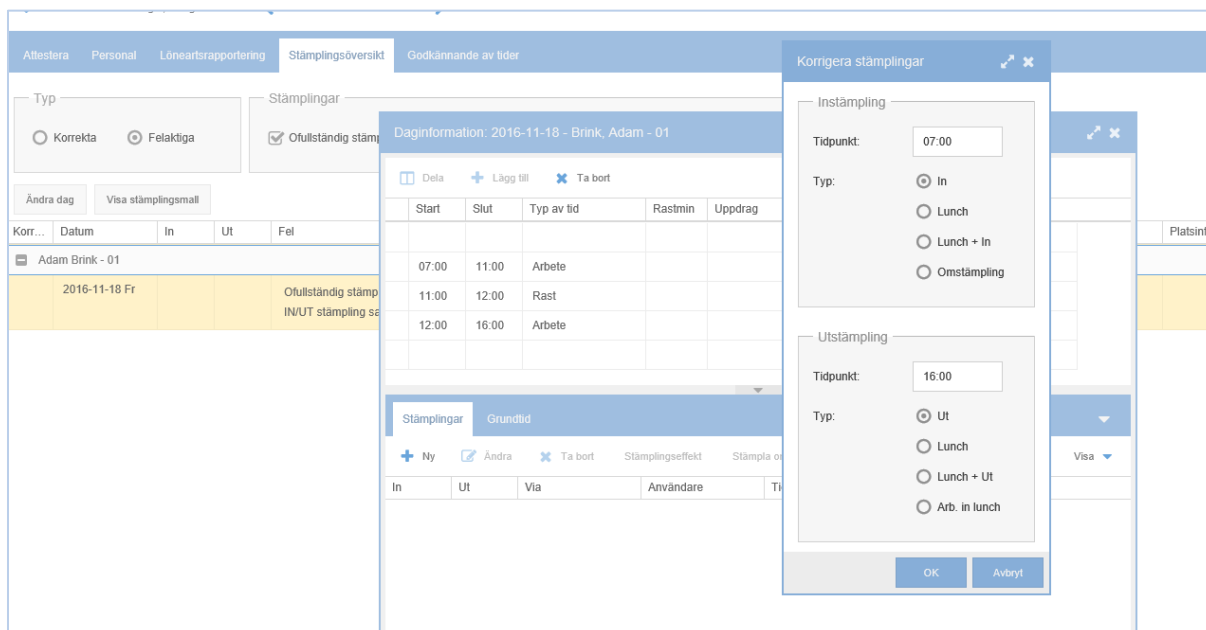 Attestera Personal Löneartsrapportering Stämplingsöversikt Godkännande av tider
Typ
Korrekta Felaktiga
Stämplingar
Ofullständig stämp
Ändra dag Visa stämplingsmall
Korr... Datum In Ut Fel
Platsinf
Adam Brink - 01
2016-11-18 Fr
Ofullständig stämp
IN/UT stämpling sa
Daginformation: 2016-11-18 - Brink, Adam - 01
Dela Lägg till Ta bort
Start Slut Typ av tid Rastmin Uppdrag
07:00 11:00 Arbete
11:00 12:00 Rast
12:00 16:00 Arbete
Stämplingar Grundtid
Ny Ändra Ta bort Stämplingseffekt Stämpla o
Visa
In Ut Via Användare Ti
Korrigera stämplingar
Instämpling
Tidpunkt: 07:00
Typ: In
Lunch
Lunch + In
Omstämpling
Utstämpling
Tidpunkt: 16:00
Typ: Ut
Lunch
Lunch + Ut
Arb. in lunch
OK Avbryt